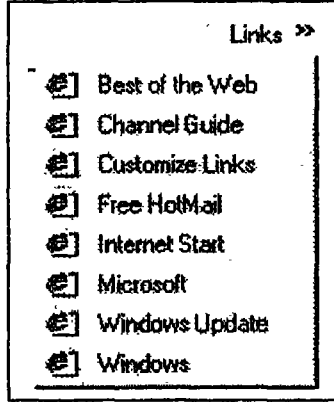 Links »
Best of the Web
Channel Guide
Customize Links
Free HotMail
Internet Start
Microsoft
Windows Update
Windows